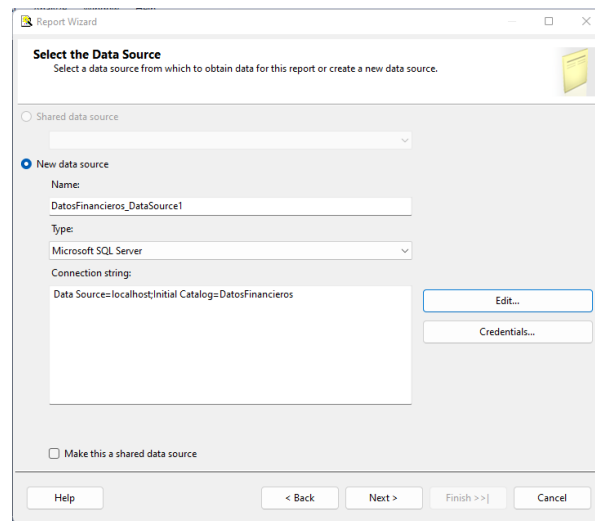 Report Wizard
Select the Data Source
Select a data source from which to obtain data for this report or create a new data source.
Shared data source
New data source
Name:
DatosFinancieros_DataSource1
Type:
Microsoft SQL Server
Connection string:
Data Source=localhost;Initial Catalog=DatosFinancieros
Edit...
Credentials...
Make this a shared data source
Help
< Back
Next >
Finish >>|
Cancel